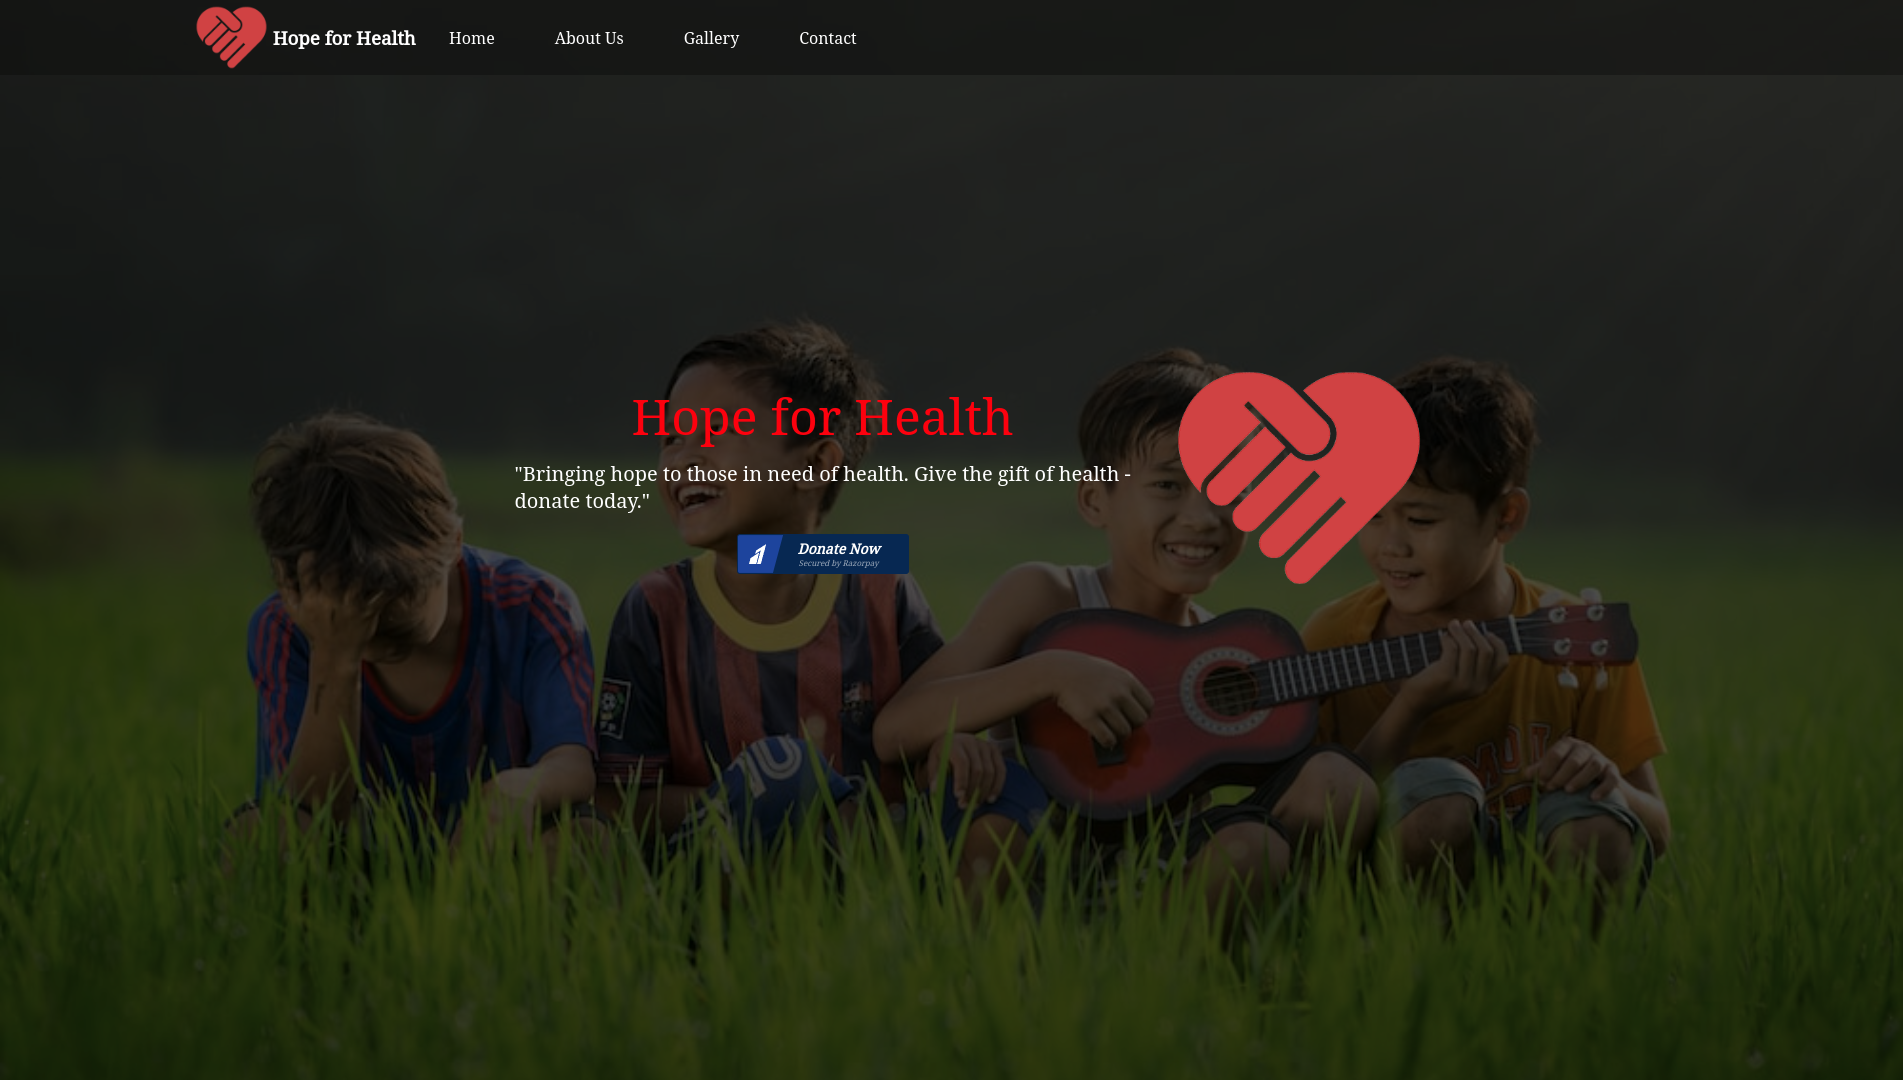 Hope for Health
Home
About Us
Gallery
Contact
Hope for Health
"Bringing hope to those in need of health. Give the gift of health -
donate today."
Donate Now
Secured by Razorpay
10